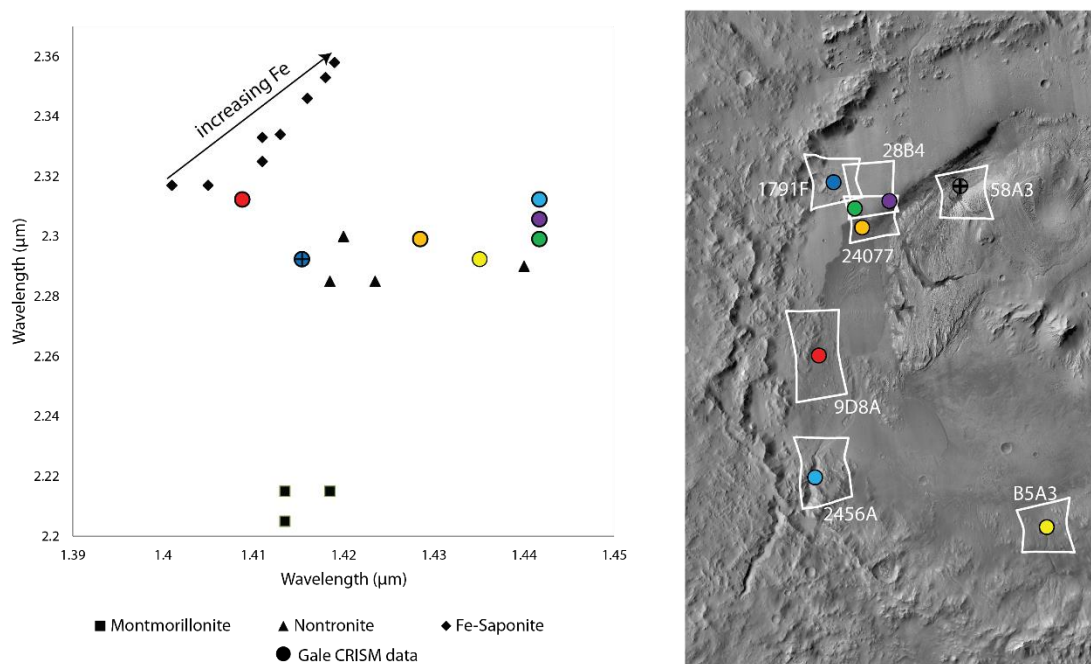 2.36
2.34
2.32
2.3
2.28
2.26
2.24
2.22
2.2
Wavelength (µm)
increasing Fe
1.39
1.4
1.41
1.42
1.43
1.44
1.45
Wavelength (µm)
Montmorillonite
Nontronite
Fe-Saponite
Gale CRISM data
28B4
1791F
58A3
24077
9D8A
2456A
B5A3